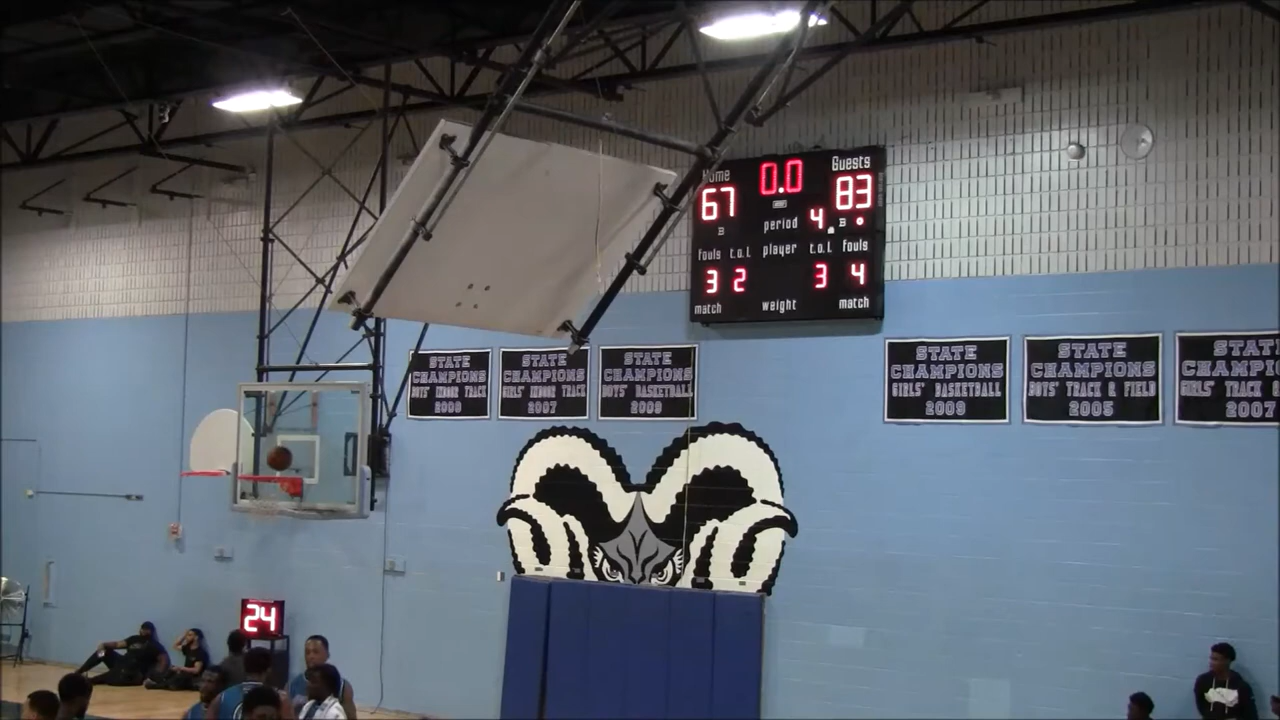 Home 0.0 Guests
67 83
period 4
B B
fouls t.o.l. player t.o.l. fouls
3 2 3 4
match weight match
STATE
CHAMPIONS
BOYS' INDOOR TRACK
2009
STATE
CHAMPIONS
GIRLS' INDOOR TRACK
2007
STATE
CHAMPIONS
BOYS' BASKETBALL
2009
STATE
CHAMPIONS
GIRLS' BASKETBALL
2009
STATE
CHAMPIONS
BOYS' TRACK & FIELD
2005
STAT
CHAMPIO
GIRLS' TRACK &
2007
24